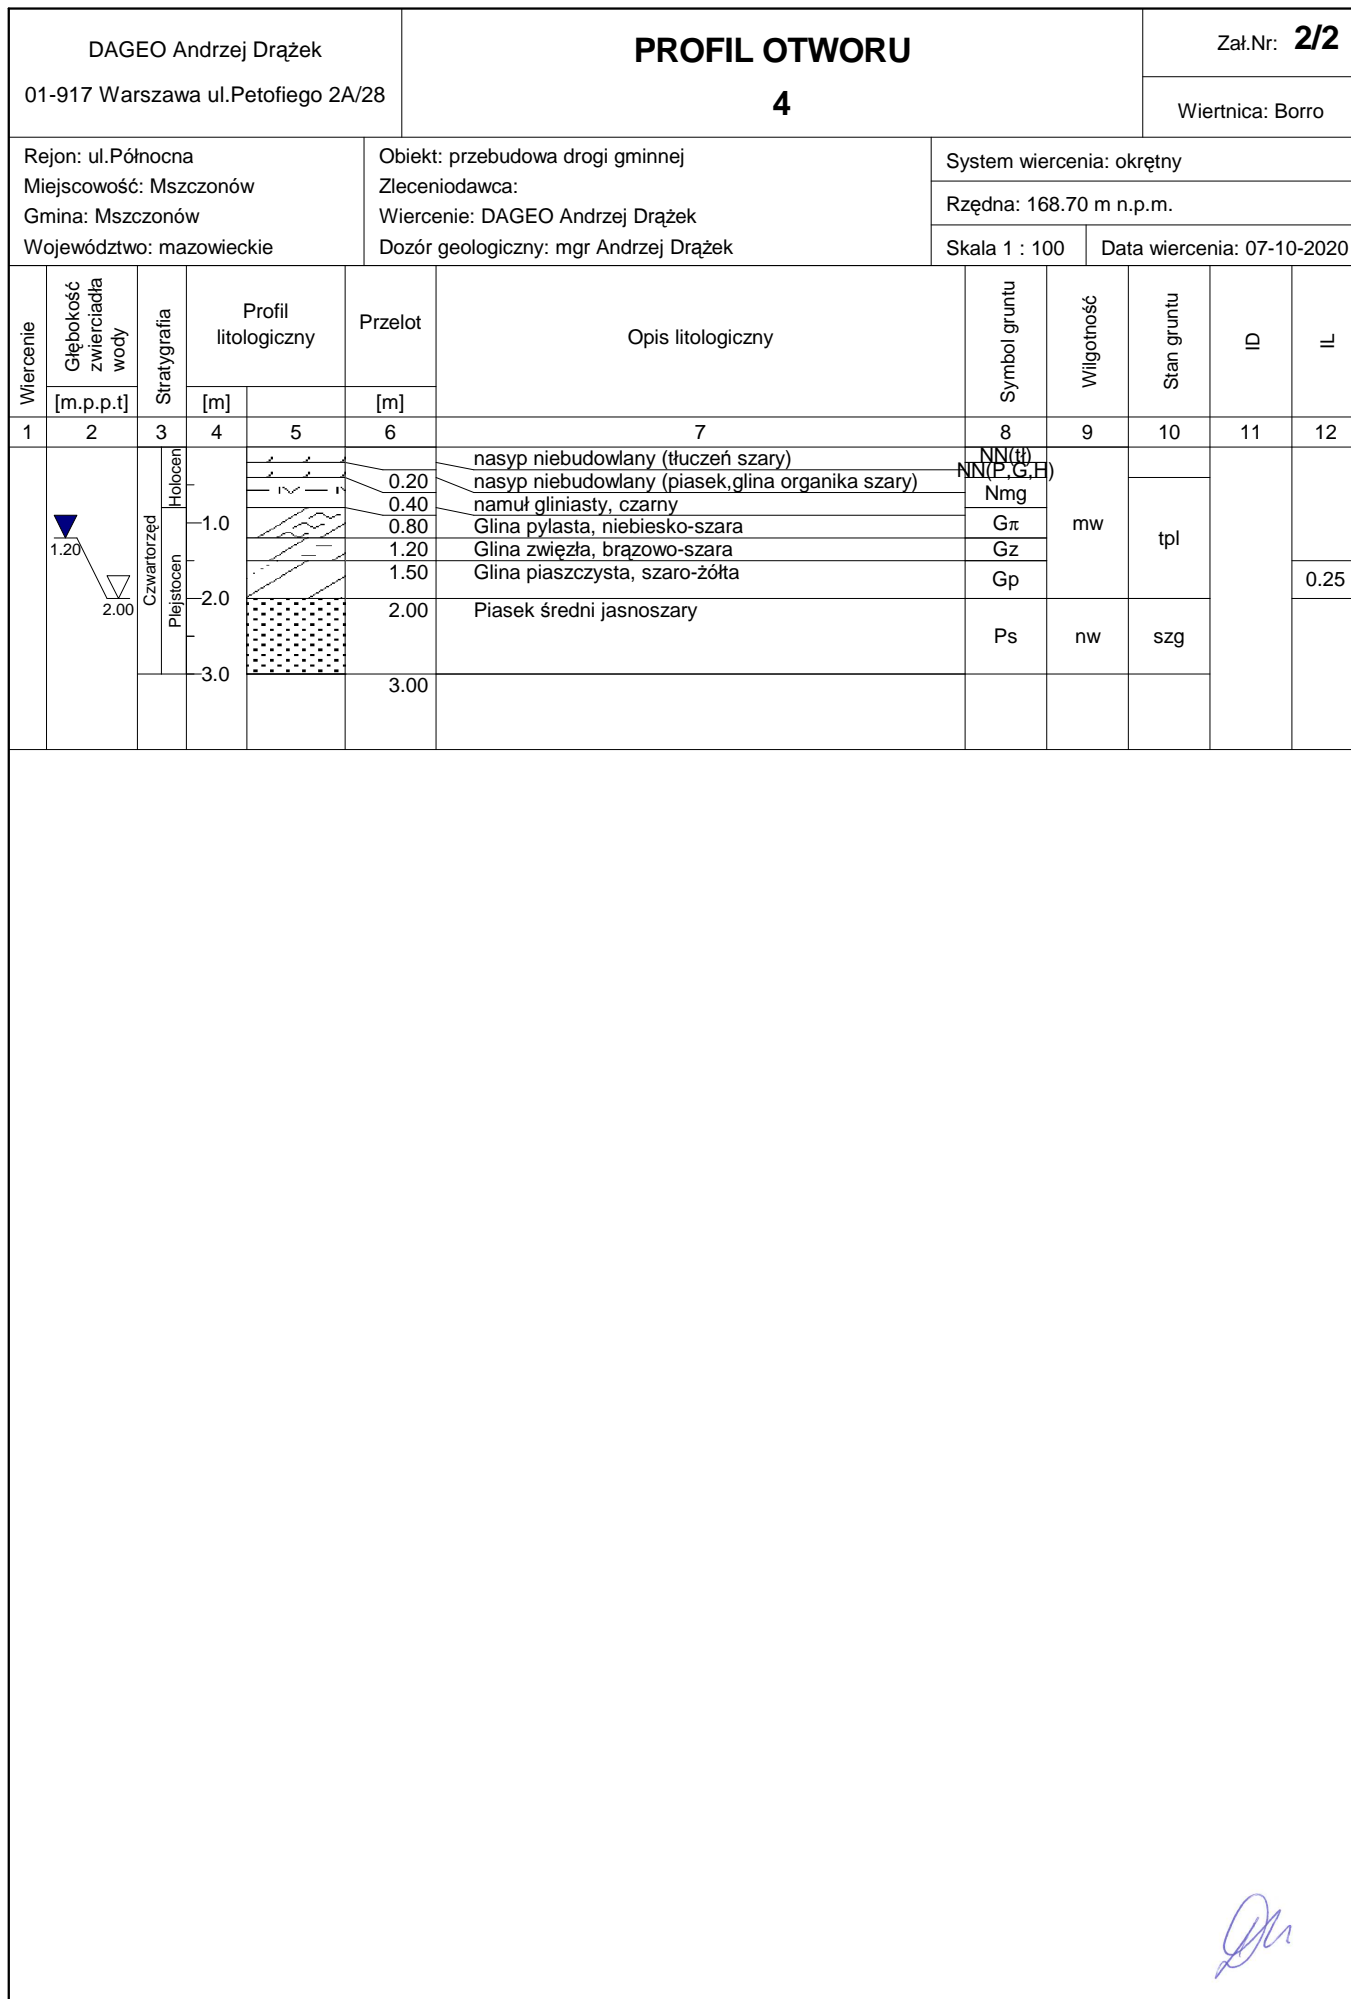 DAGEO Andrzej Drążek
01-917 Warszawa ul.Petofiego 2A/28
PROFIL OTWORU
4
Zał.Nr: 2/2
Wiertnica: Borro
Rejon: ul.Północna
Miejscowość: Mszczonów
Gmina: Mszczonów
Województwo: mazowieckie
Obiekt: przebudowa drogi gminnej
Zleceniodawca:
Wiercenie: DAGEO Andrzej Drążek
Dozór geologiczny: mgr Andrzej Drążek
System wiercenia: okrętny
Rzędna: 168.70 m n.p.m.
Skala 1 : 100
Data wiercenia: 07-10-2020
Wiercenie
Głębokość
zwierciadła
wody
[m.p.p.t]
Stratygrafia
Profil
litologiczny
[m]
Przelot
[m]
Opis litologiczny
Symbol gruntu
Wilgotność
Stan gruntu
ID
IL
1 2 3 4 5 6 7 8 9 10 11 12
1.20
2.00
Czwartorzęd
Holocen
Plejstocen
1.0
2.0
3.0
nasyp niebudowlany (tłuczeń szary) NN(tł)
0.20 nasyp niebudowlany (piasek,glina organika szary) NN(P,G,H)
0.40 namuł gliniasty, czarny Nmg
0.80 Glina pylasta, niebiesko-szara Gπ
1.20 Glina zwięzła, brązowo-szara Gz
1.50 Glina piaszczysta, szaro-żółta Gp
mw
tpl
0.25
2.00 Piasek średni jasnoszary Ps nw szg
3.00